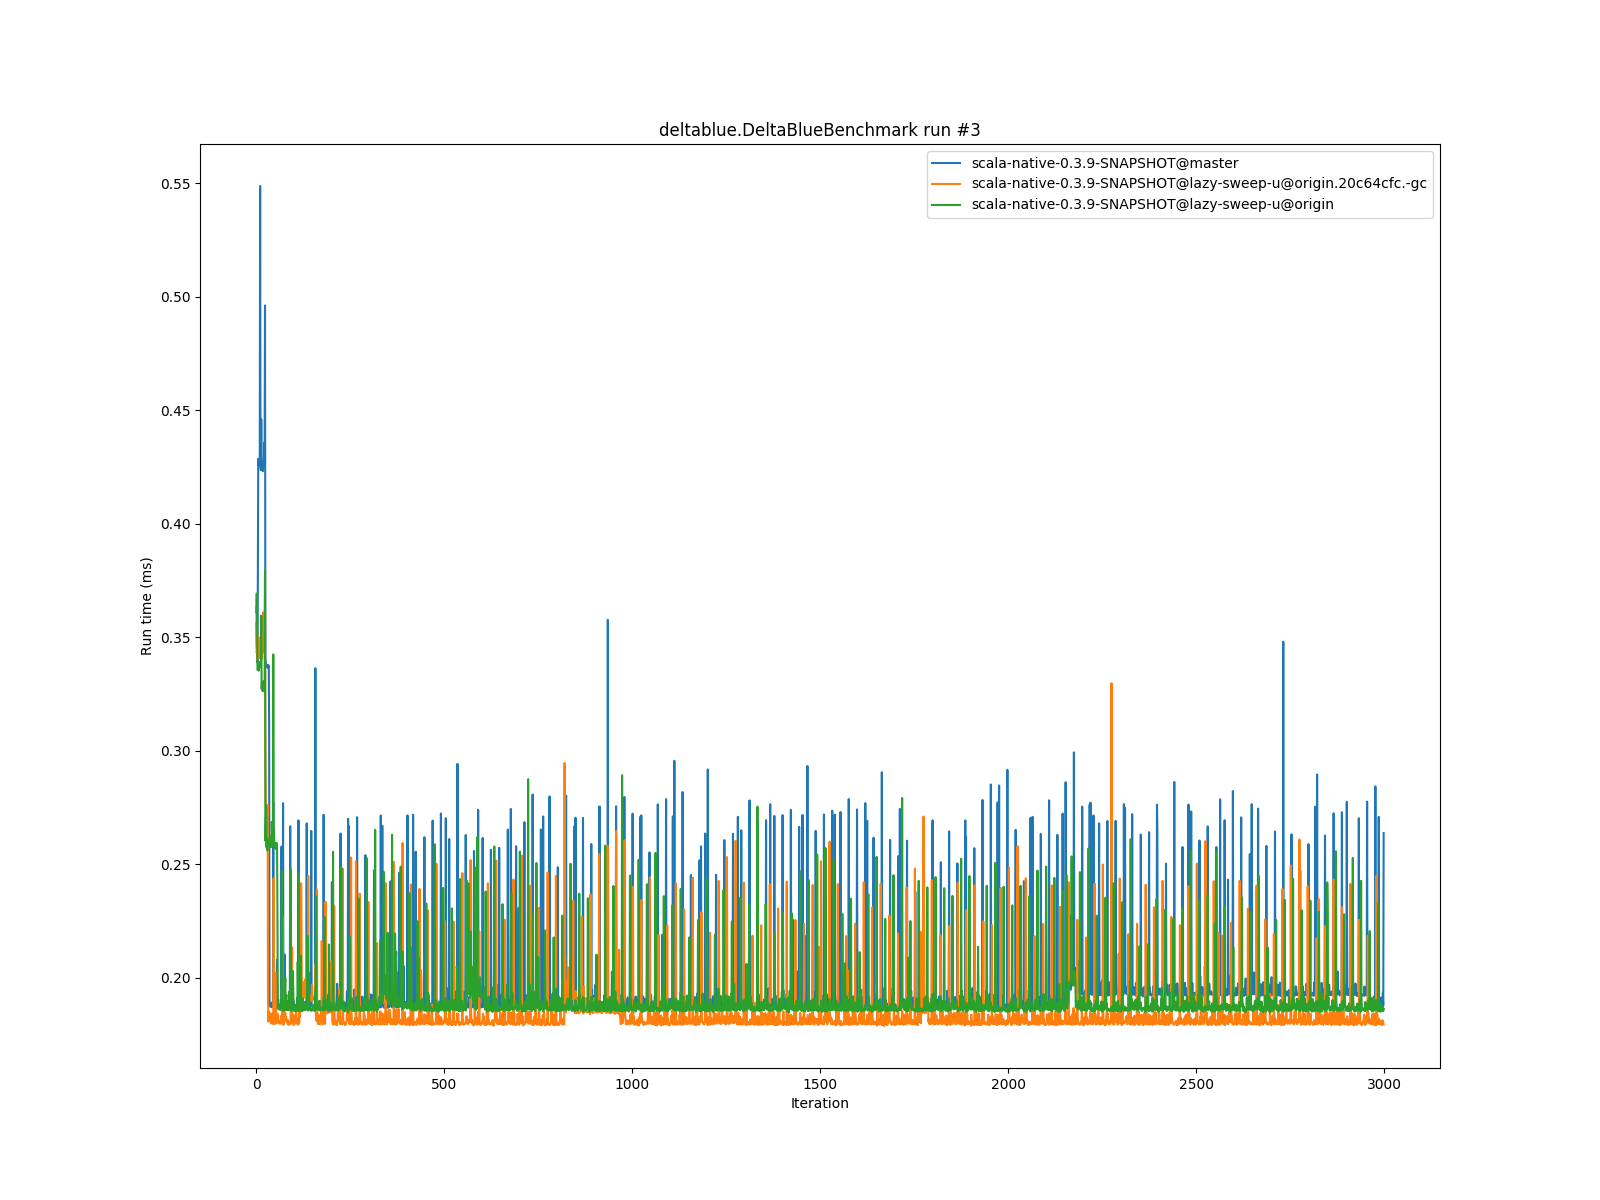 deltablue.DeltaBlueBenchmark run #3
scala-native-0.3.9-SNAPSHOT@master
scala-native-0.3.9-SNAPSHOT@lazy-sweep-u@origin.20c64cfc.-gc
scala-native-0.3.9-SNAPSHOT@lazy-sweep-u@origin
0.55
0.50
0.45
0.40
0.35
0.30
0.25
0.20
Run time (ms)
0 500 1000 1500 2000 2500 3000
Iteration